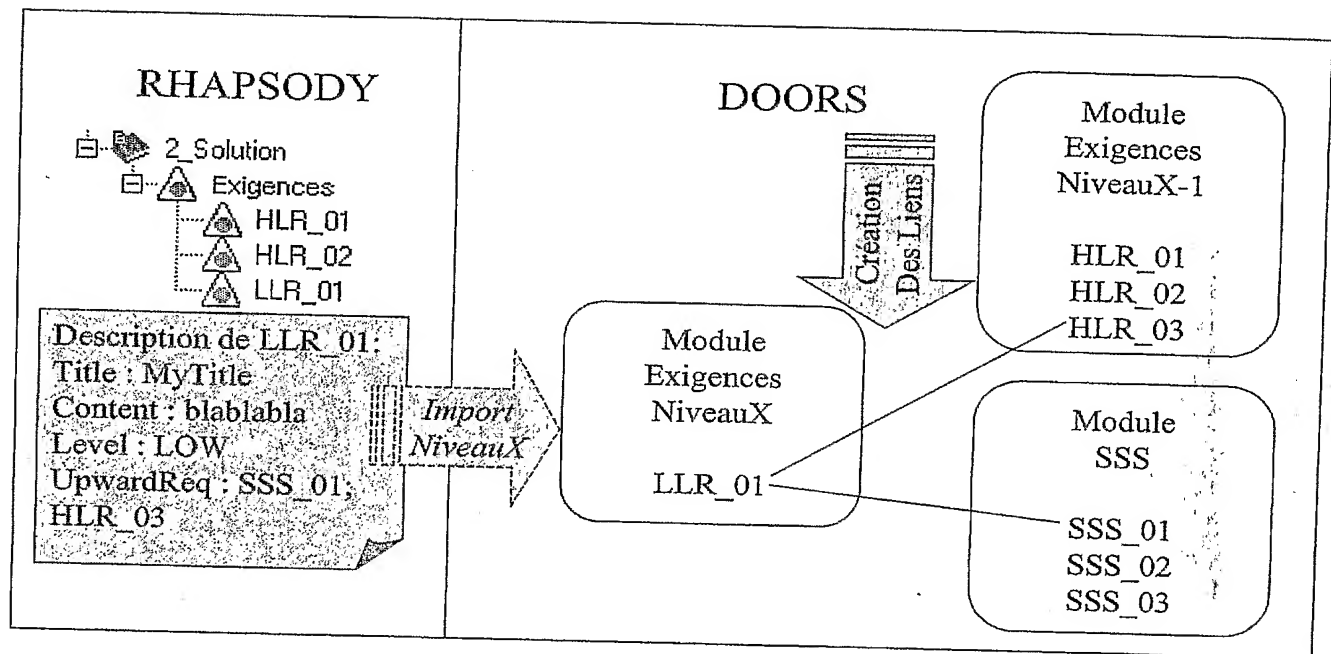 RHAPSODY
2_Solution
Exigences
HLR_01
HLR_02
LLR_01
Description de LLR_01:
Title : MyTitle
Content : blablabla
Level : LOW
UpwardReq : SSS_01;
HLR_03
Import
NiveauX
DOORS
Création
Des Liens
Module
Exigences
NiveauX
LLR_01
Module
Exigences
NiveauX-1
HLR_01
HLR_02
HLR_03
Module
SSS
SSS_01
SSS_02
SSS_03